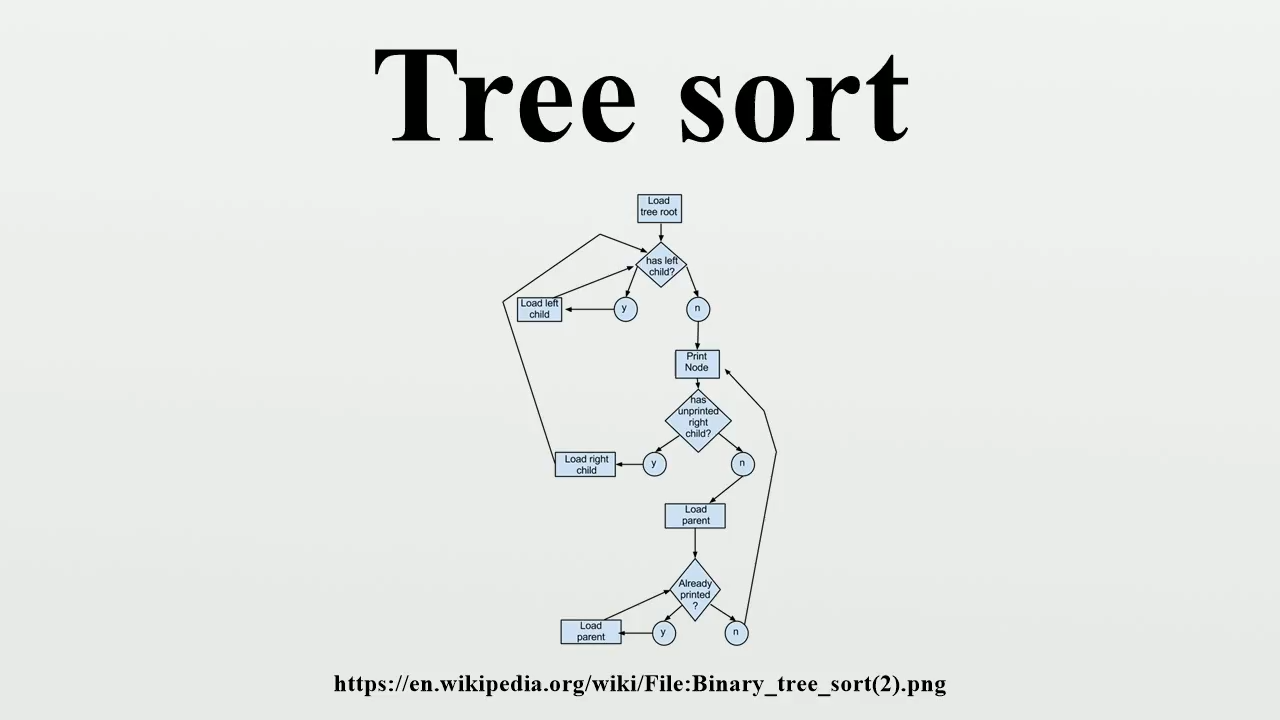 Tree sort
Load
tree root
has left
child?
Load left
child
y
n
Print
Node
has
unprinted
right
child?
Load right
child
y
n
Load
parent
Already
printed
?
Load
parent
y
n
https://en.wikipedia.org/wiki/File:Binary_tree_sort(2).png